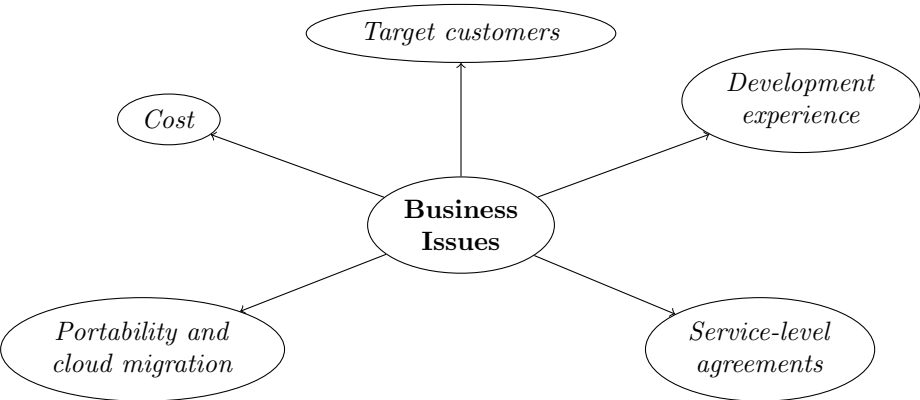 Target customers
Development
experience
Cost
Business
Issues
Portability and
cloud migration
Service-level
agreements